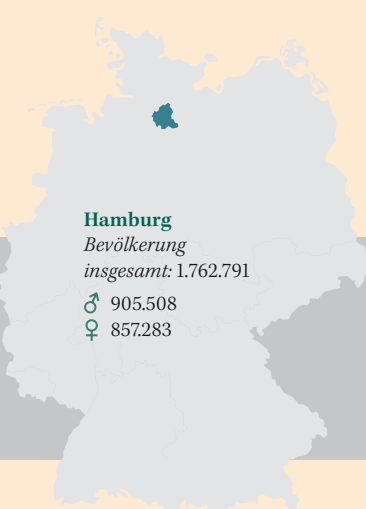 Hamburg
Bevölkerung
insgesamt: 1.762.791
♂ 905.508
♀ 857.283